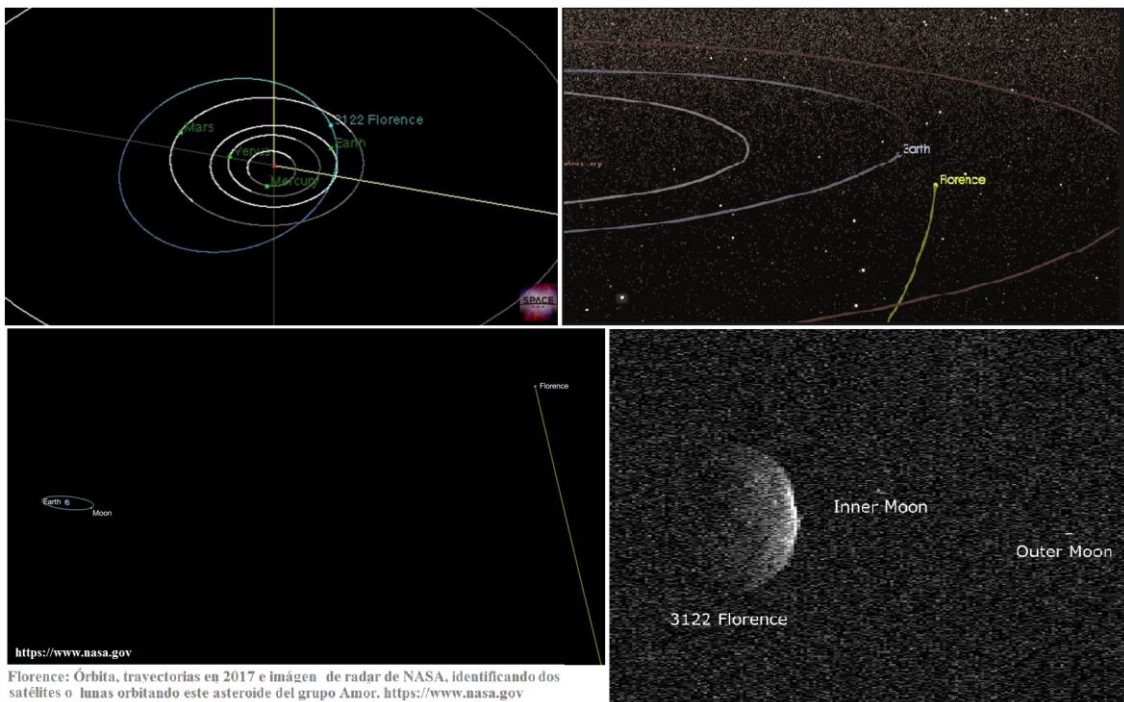 Mars
3122 Florence
Venus
Earth
Mercury
SPACE
Mercury
Earth
Florence
Florence
Earth
Moon
https://www.nasa.gov
Inner Moon
Outer Moon
3122 Florence
Florence: Órbita, trayectorias en 2017 e imágen de radar de NASA, identificando dos
satélites o lunas orbitando este asteroide del grupo Amor. https://www.nasa.gov